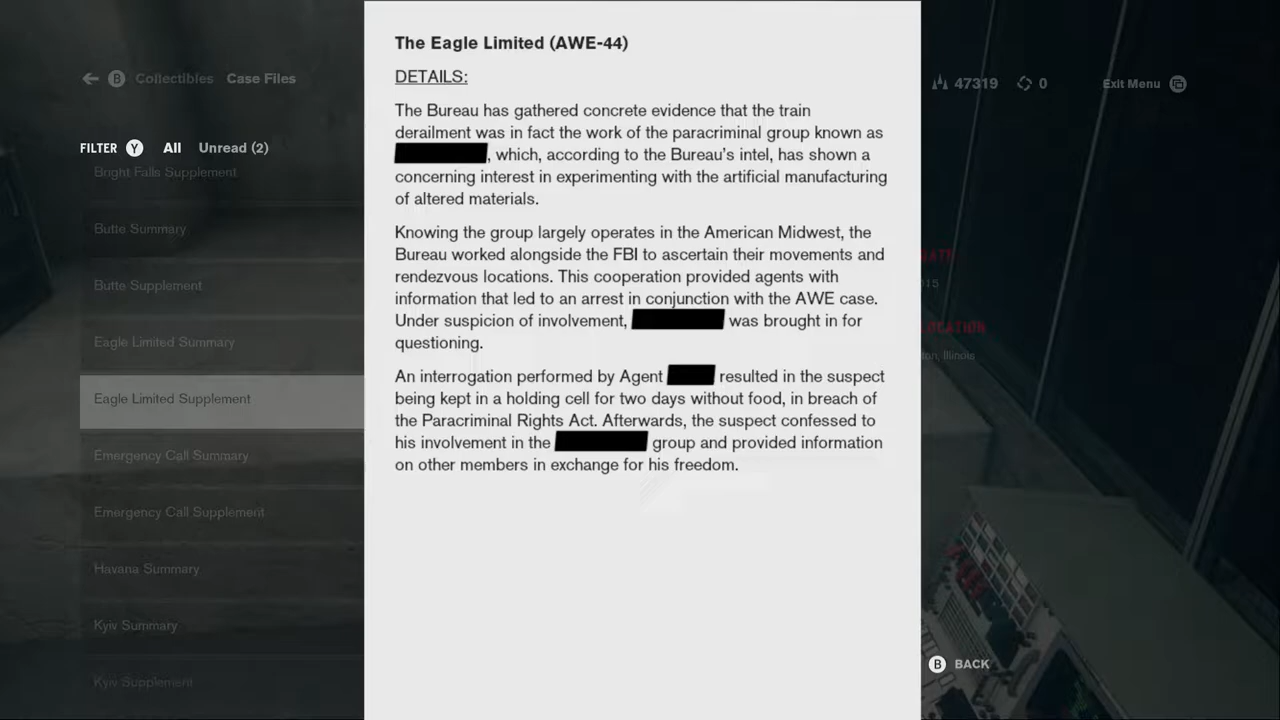 The Eagle Limited (AWE-44)
DETAILS:
B Collectibles Case Files
47319 0 Exit Menu
The Bureau has gathered concrete evidence that the train
derailment was in fact the work of the paracriminal group known as
, which, according to the Bureau's intel, has shown a
concerning interest in experimenting with the artificial manufacturing
of altered materials.
FILTER Y All Unread (2)
Bright Falls Supplement
Butte Summary
Butte Supplement
Eagle Limited Summary
Eagle Limited Supplement
Emergency Call Summary
Emergency Call Supplement
Havana Summary
Kyiv Summary
Kyiv Supplement
Knowing the group largely operates in the American Midwest, the
Bureau worked alongside the FBI to ascertain their movements and
rendezvous locations. This cooperation provided agents with
information that led to an arrest in conjunction with the AWE case.
Under suspicion of involvement, was brought in for
questioning.
An interrogation performed by Agent resulted in the suspect
being kept in a holding cell for two days without food, in breach of
the Paracriminal Rights Act. Afterwards, the suspect confessed to
his involvement in the group and provided information
on other members in exchange for his freedom.
Illinois
B BACK